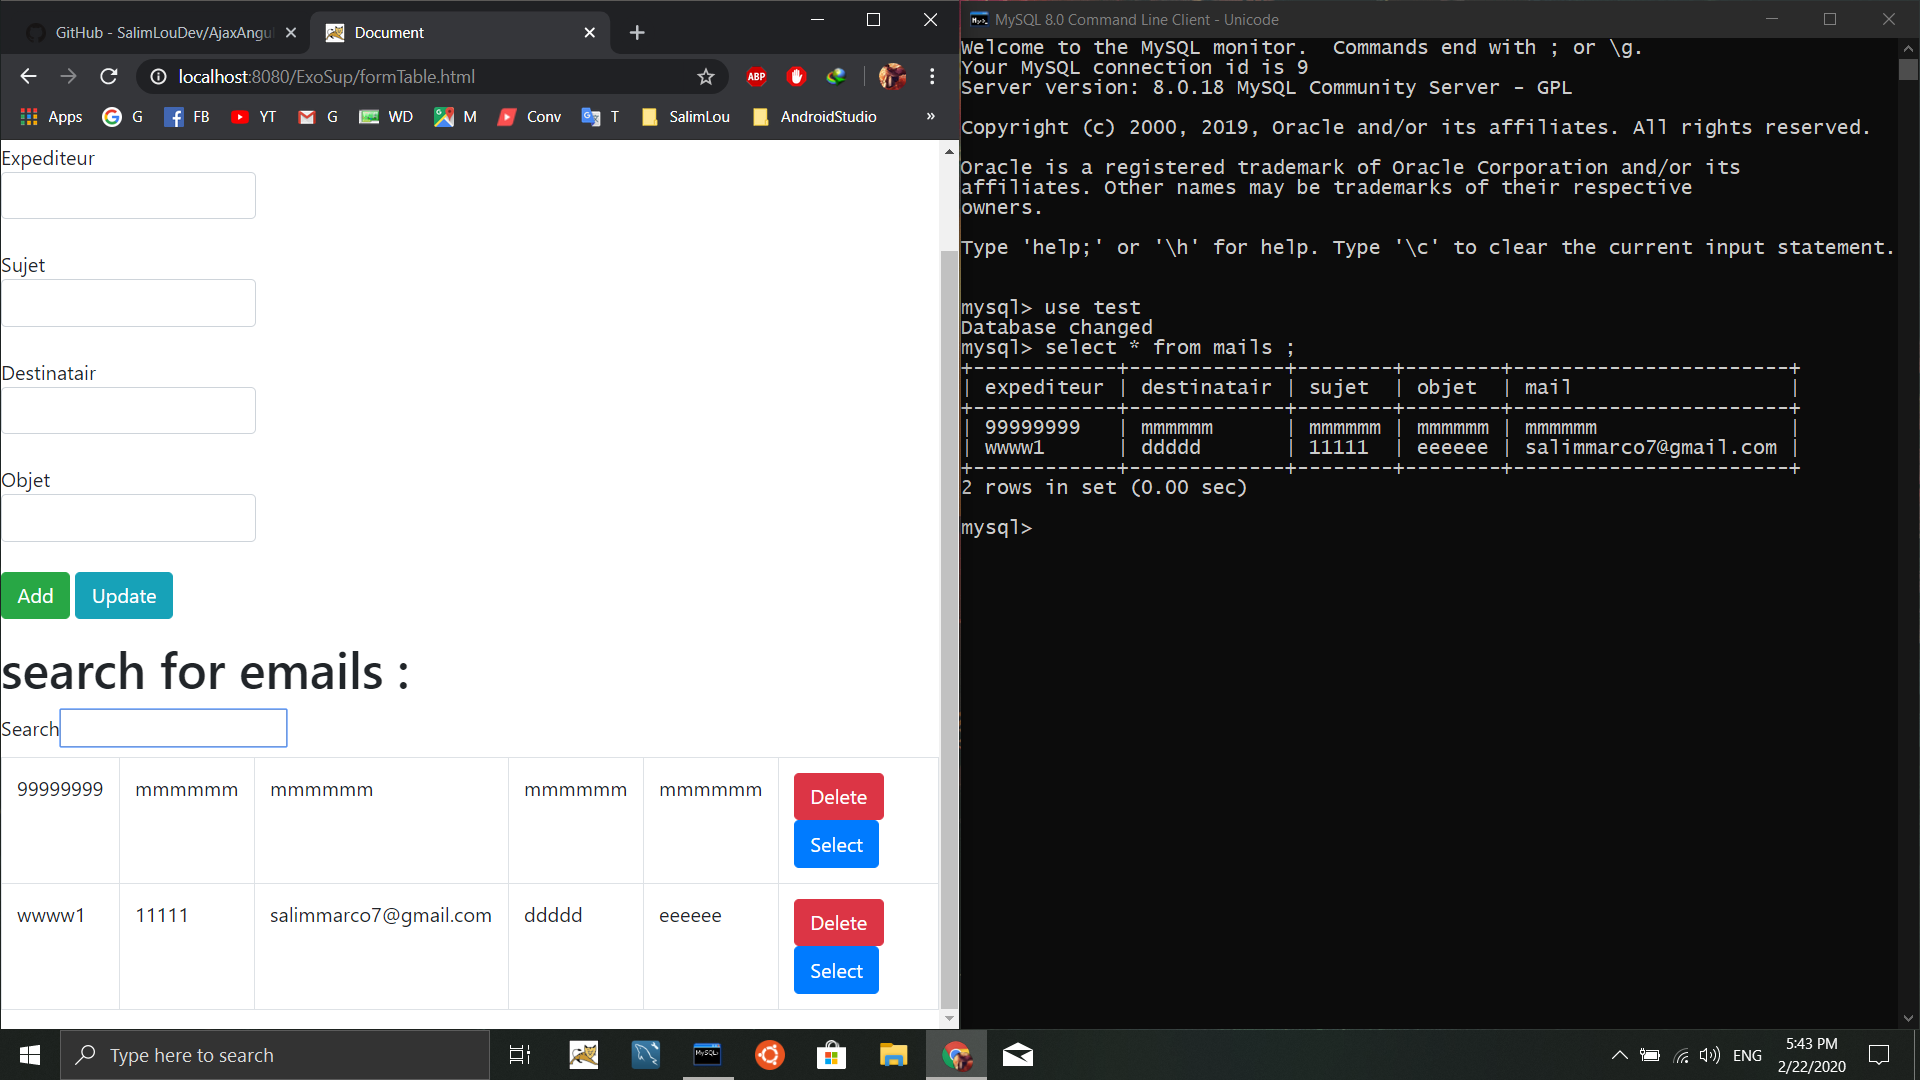 GitHub - SalimLouDev/AjaxAngu
Document
localhost:8080/ExoSup/formTable.html
ABP
Apps
G
FB
YT
G
WD
M
Conv
T
SalimLou
AndroidStudio
»
Expediteur
Sujet
Destinatair
Objet
Add
Update
search for emails :
Search
99999999 mmmmmm mmmmmm mmmmmm mmmmmm Delete
Select
wwww1 11111 salimmarco7@gmail.com ddddd eeeeee Delete
Select
MySQL 8.0 Command Line Client - Unicode
Welcome to the MySQL monitor.  Commands end with ; or \g.
Your MySQL connection id is 9
Server version: 8.0.18 MySQL Community Server - GPL
Copyright (c) 2000, 2019, Oracle and/or its affiliates. All rights reserved.
Oracle is a registered trademark of Oracle Corporation and/or its
affiliates. Other names may be trademarks of their respective
owners.
Type 'help;' or '\h' for help. Type '\c' to clear the current input statement.
mysql> use test
Database changed
mysql> select * from mails ;
+------------+-------------+--------+--------+-----------------------+
| expediteur | destinatair | sujet  | objet  | mail                  |
+------------+-------------+--------+--------+-----------------------+
| 99999999   | mmmmmm      | mmmmmm | mmmmmm | mmmmmm                |
| wwww1      | ddddd       | 11111  | eeeeee | salimmarco7@gmail.com |
+------------+-------------+--------+--------+-----------------------+
2 rows in set (0.00 sec)
mysql>
Type here to search
MySQL
ENG
5:43 PM
2/22/2020